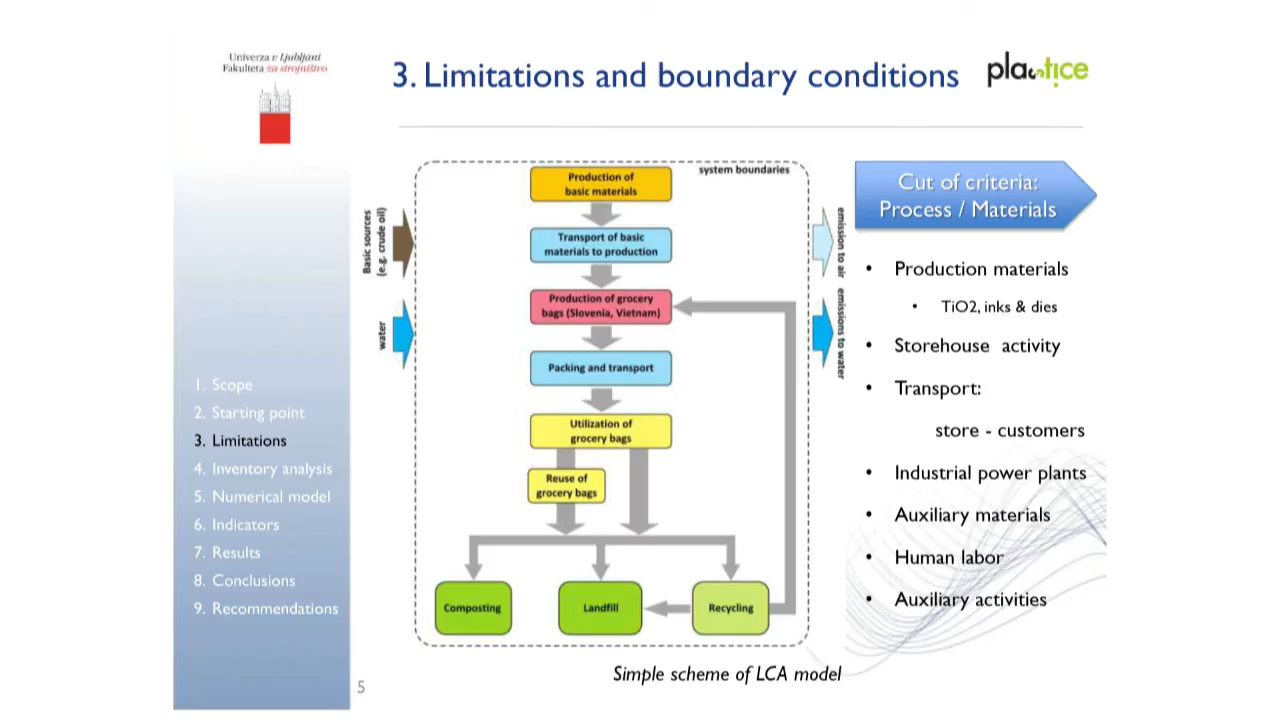 Univerza v Ljubljani
Fakulteta za strojništvo
3. Limitations and boundary conditions
plastice
1. Scope
2. Starting point
3. Limitations
4. Inventory analysis
5. Numerical model
6. Indicators
7. Results
8. Conclusions
9. Recommendations
system boundaries
Basic sources
(e.g. crude oil)
water
Production of
basic materials
Transport of basic
materials to production
Production of grocery
bags (Slovenia, Vietnam)
Packing and transport
Utilization of
grocery bags
Reuse of
grocery bags
Composting
Landfill
Recycling
emission to air
emissions to water
Simple scheme of LCA model
Cut of criteria:
Process / Materials
• Production materials
• TiO2, inks & dies
• Storehouse activity
• Transport:
store - customers
• Industrial power plants
• Auxiliary materials
• Human labor
• Auxiliary activities
5